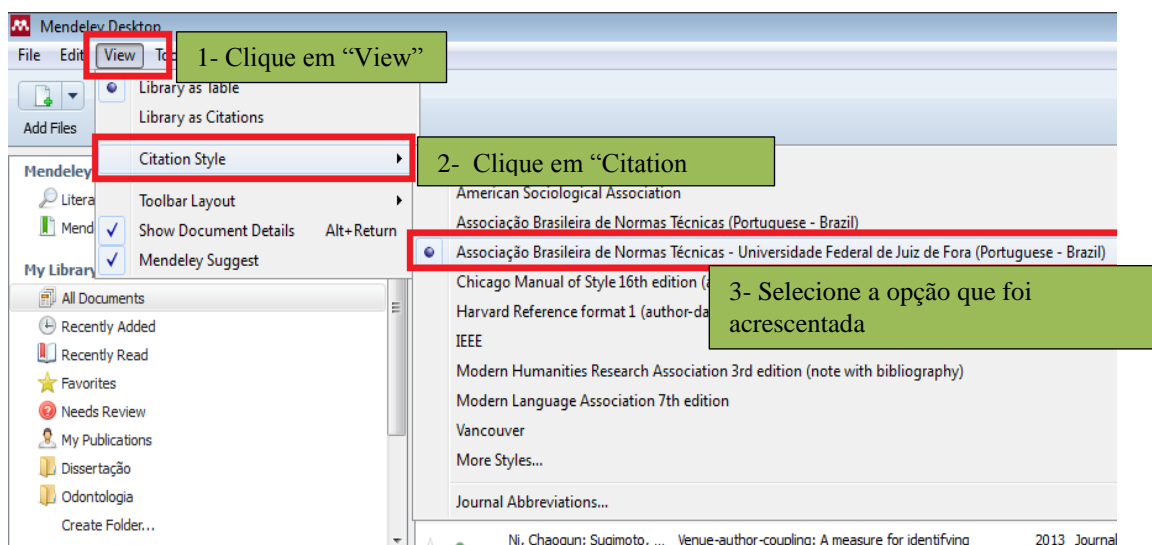 Mendeley Desktop
File Edit View
1- Clique em “View”
Library as Table
Library as Citations
Add Files
Citation Style
2- Clique em “Citation
Mendeley
American Sociological Association
Litera
Toolbar Layout
Associação Brasileira de Normas Técnicas (Portuguese - Brazil)
Mend
Show Document Details Alt+Return
Associação Brasileira de Normas Técnicas - Universidade Federal de Juiz de Fora (Portuguese - Brazil)
Mendeley Suggest
My Library
Chicago Manual of Style 16th edition (a
3- Selecione a opção que foi
acrescentada
All Documents
Harvard Reference format 1 (author-da
Recently Added
IEEE
Recently Read
Modern Humanities Research Association 3rd edition (note with bibliography)
Favorites
Modern Language Association 7th edition
Needs Review
Vancouver
My Publications
More Styles...
Dissertação
Odontologia
Journal Abbreviations...
Create Folder...
Ni, Chaoqun; Sugimoto, ... Venue-author-coupling: A measure for identifying 2013 Journal